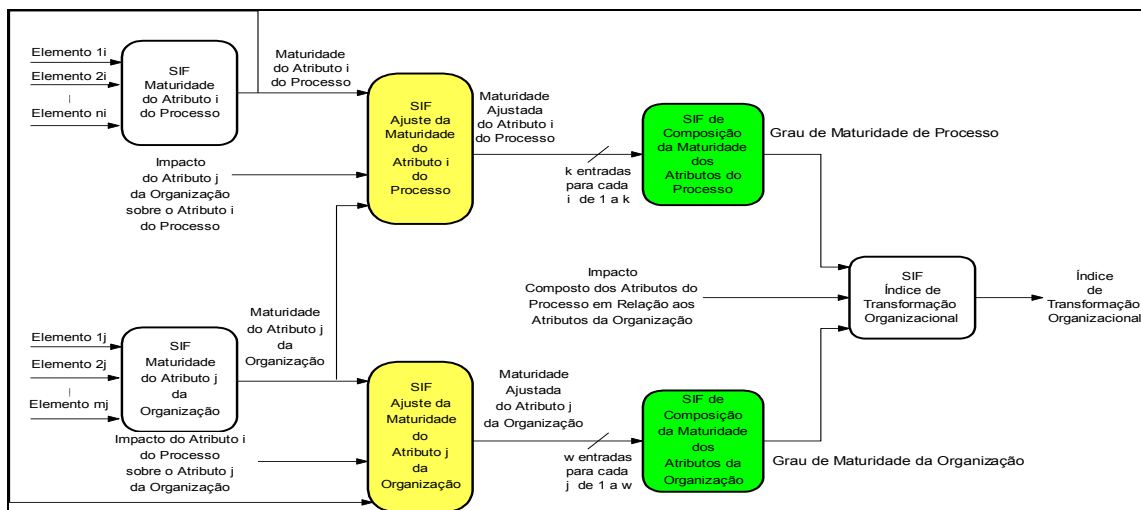 Elemento 1i
Elemento 2i
Elemento ni
SIF
Maturidade
do Atributo i
do Processo
Maturidade
do Atributo i
do Processo
Impacto
do Atributo j
da Organização
sobre o Atributo i
do Processo
SIF
Ajuste da
Maturidade
do
Atributo i
do
Processo
Maturidade
Ajustada
do Atributo i
do Processo
k entradas
para cada
i de 1 a k
SIF de
Composição
da Maturidade
dos
Atributos do
Processo
Grau de Maturidade de Processo
Impacto
Composto dos Atributos do
Processo em Relação aos
Atributos da Organização
SIF
Índice de
Transformação
Organizacional
Índice
de
Transformação
Organizacional
Elemento 1j
Elemento 2j
Elemento mj
SIF
Maturidade
do Atributo j
da
Organização
Maturidade
do Atributo j
da
Organização
Impacto do Atributo i
do Processo
sobre o Atributo j
da Organização
SIF
Ajuste da
Maturidade
do
Atributo j
da
Organização
Maturidade
Ajustada
do Atributo j
da Organização
w entradas
para cada
j de 1 a w
SIF de
Composição
da Maturidade
dos
Atributos da
Organização
Grau de Maturidade da Organização